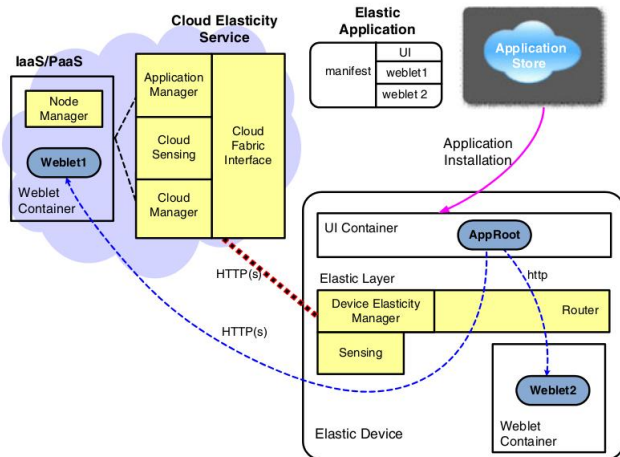 Cloud Elasticity
Service
Elastic
Application
manifest
UI
weblet1
weblet 2
Application
Store
IaaS/PaaS
Node
Manager
Weblet1
Weblet
Container
Application
Manager
Cloud
Sensing
Cloud
Manager
Cloud
Fabric
Interface
Application
Installation
UI Container
AppRoot
HTTP(s)
HTTP(s)
http
Elastic Layer
Device Elasticity
Manager
Router
Sensing
Weblet2
Weblet
Container
Elastic Device